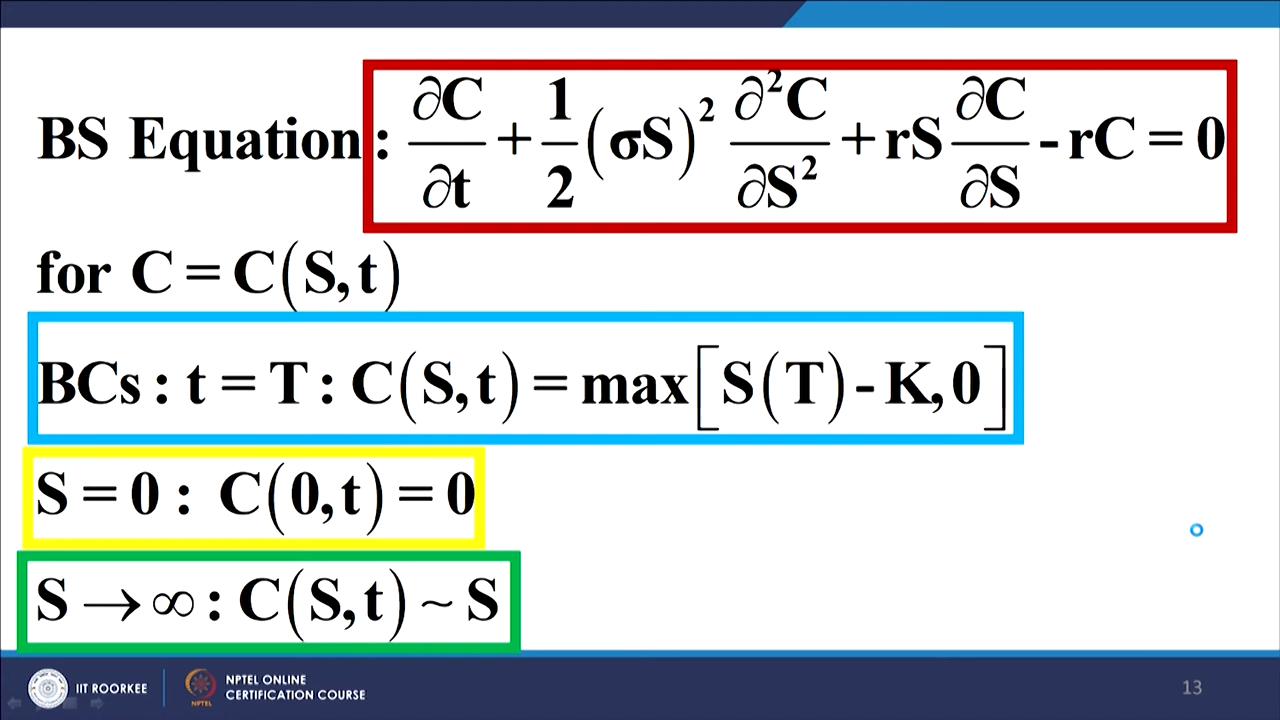 BS Equation : ∂C/∂t + 1/2 (σS)² ∂²C/∂S² + rS ∂C/∂S - rC = 0
for C = C(S,t)
BCs : t = T : C(S,t) = max[S(T) - K, 0]
S = 0 : C(0,t) = 0
S → ∞ : C(S,t) ~ S
IIT ROORKEE
NPTEL
NPTEL ONLINE
CERTIFICATION COURSE
13